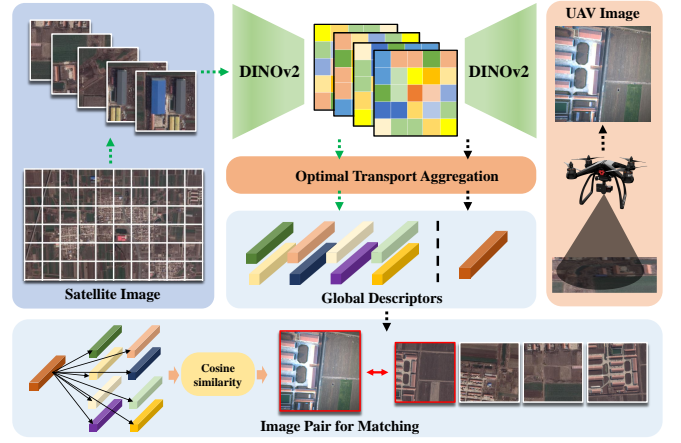 UAV Image
DINOv2
DINOv2
Optimal Transport Aggregation
Satellite Image
Global Descriptors
Cosine
similarity
Image Pair for Matching